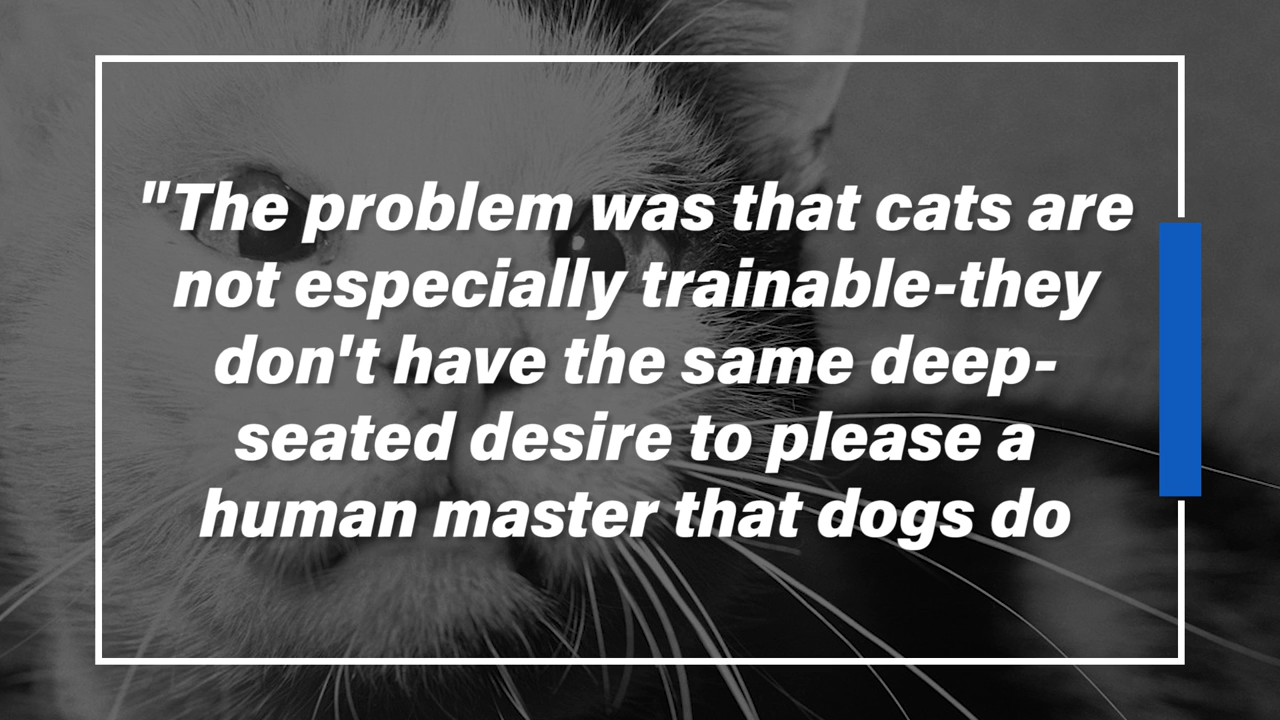 "The problem was that cats are
not especially trainable-they
don't have the same deep-
seated desire to please a
human master that dogs do